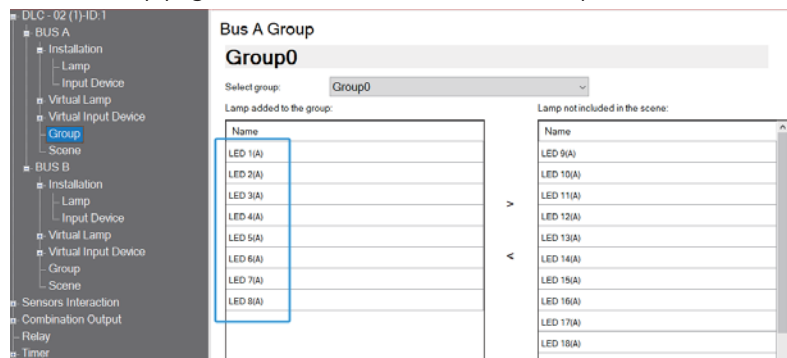 DLC - 02 (1)-ID:1
BUS A
Installation
Lamp
Input Device
Virtual Lamp
Virtual Input Device
Group
Scene
BUS B
Installation
Lamp
Input Device
Virtual Lamp
Virtual Input Device
Group
Scene
Sensors Interaction
Combination Output
Relay
Timer
Bus A Group
Group0
Select group: Group0
Lamp added to the group:
Name
LED 1(A)
LED 2(A)
LED 3(A)
LED 4(A)
LED 5(A)
LED 6(A)
LED 7(A)
LED 8(A)
>
<
Lamp not included in the scene:
Name
LED 9(A)
LED 10(A)
LED 11(A)
LED 12(A)
LED 13(A)
LED 14(A)
LED 15(A)
LED 16(A)
LED 17(A)
LED 18(A)